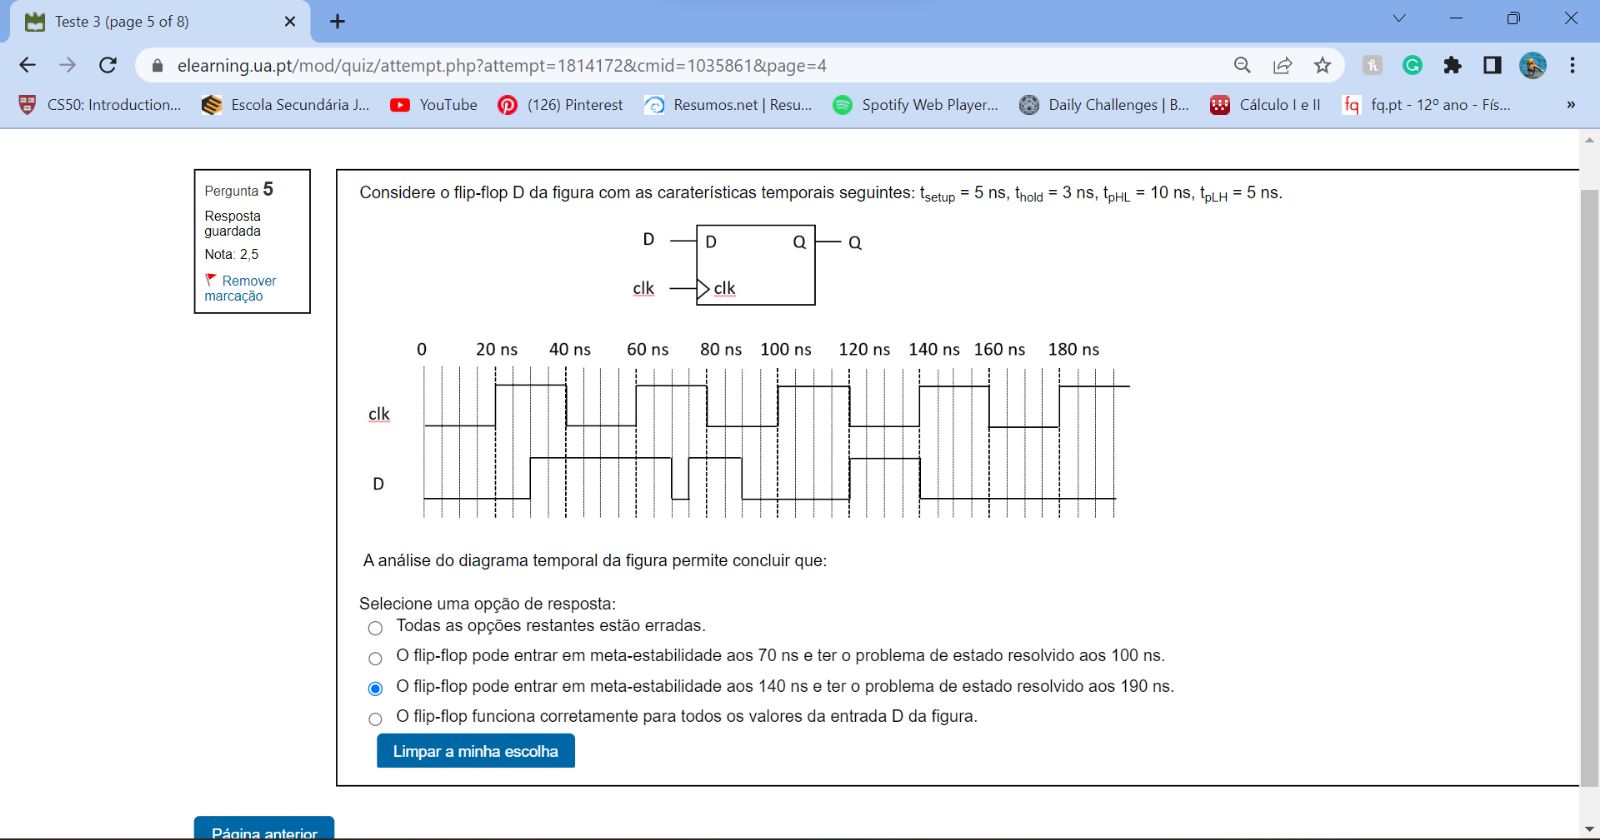 Teste 3 (page 5 of 8)
elearning.ua.pt/mod/quiz/attempt.php?attempt=1814172&cmid=1035861&page=4
CS50: Introduction... Escola Secundária J... YouTube (126) Pinterest Resumos.net | Resu... Spotify Web Player... Daily Challenges | B... Cálculo I e II fq fq.pt - 12º ano - Fís... »
Pergunta 5
Resposta
guardada
Nota: 2,5
Remover
marcação
Considere o flip-flop D da figura com as caraterísticas temporais seguintes: tsetup = 5 ns, thold = 3 ns, tpHL = 10 ns, tpLH = 5 ns.
D D Q Q
clk clk
0 20 ns 40 ns 60 ns 80 ns 100 ns 120 ns 140 ns 160 ns 180 ns
clk
D
A análise do diagrama temporal da figura permite concluir que:
Selecione uma opção de resposta:
Todas as opções restantes estão erradas.
O flip-flop pode entrar em meta-estabilidade aos 70 ns e ter o problema de estado resolvido aos 100 ns.
O flip-flop pode entrar em meta-estabilidade aos 140 ns e ter o problema de estado resolvido aos 190 ns.
O flip-flop funciona corretamente para todos os valores da entrada D da figura.
Limpar a minha escolha
Página anterior